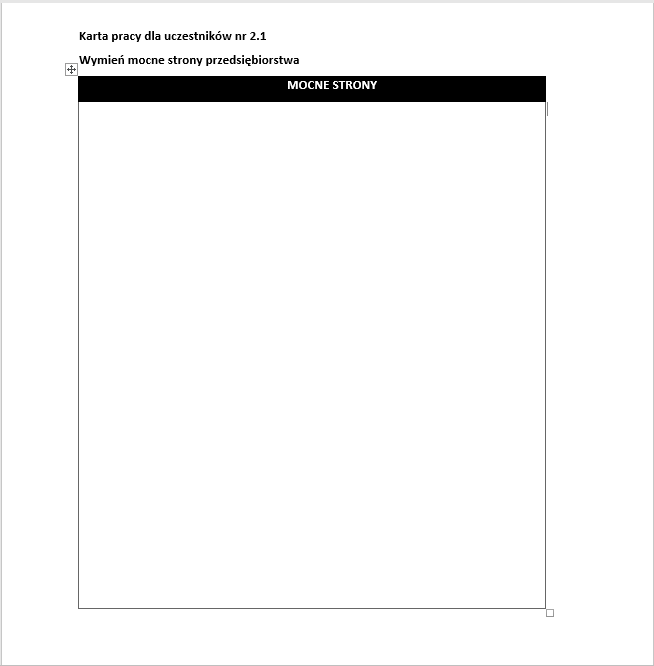 Karta pracy dla uczestników nr 2.1
Wymień mocne strony przedsiębiorstwa
MOCNE STRONY